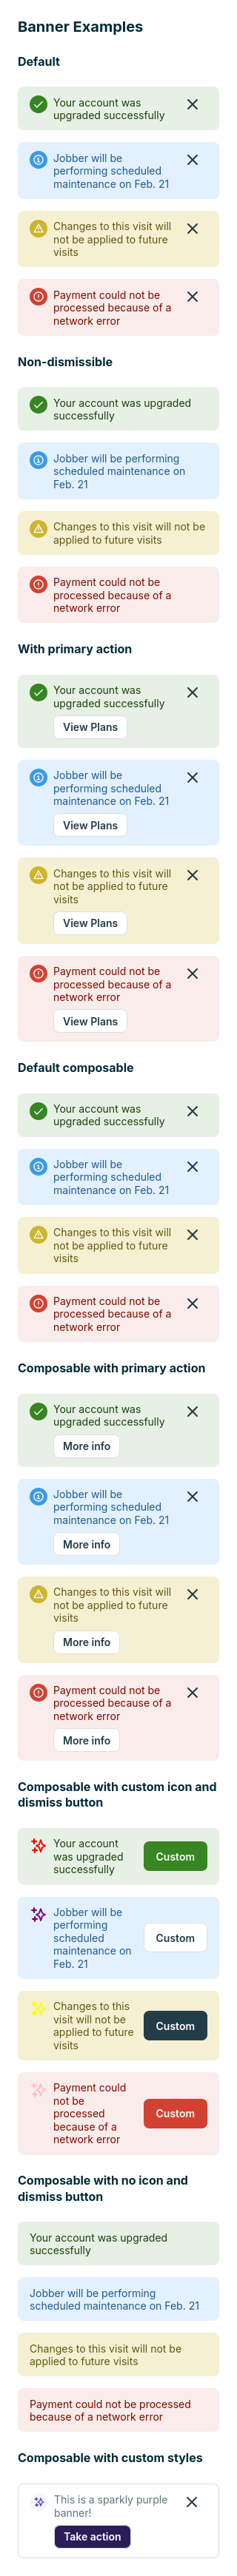 Banner Examples
Default
Your account was
upgraded successfully
Jobber will be
performing scheduled
maintenance on Feb. 21
Changes to this visit will
not be applied to future
visits
Payment could not be
processed because of a
network error
Non-dismissible
Your account was upgraded
successfully
Jobber will be performing
scheduled maintenance on
Feb. 21
Changes to this visit will not be
applied to future visits
Payment could not be
processed because of a
network error
With primary action
Your account was
upgraded successfully
View Plans
Jobber will be
performing scheduled
maintenance on Feb. 21
View Plans
Changes to this visit will
not be applied to future
visits
View Plans
Payment could not be
processed because of a
network error
View Plans
Default composable
Your account was
upgraded successfully
Jobber will be
performing scheduled
maintenance on Feb. 21
Changes to this visit will
not be applied to future
visits
Payment could not be
processed because of a
network error
Composable with primary action
Your account was
upgraded successfully
More info
Jobber will be
performing scheduled
maintenance on Feb. 21
More info
Changes to this visit will
not be applied to future
visits
More info
Payment could not be
processed because of a
network error
More info
Composable with custom icon and
dismiss button
Your account
was upgraded
successfully
Custom
Jobber will be
performing
scheduled
maintenance on
Feb. 21
Custom
Changes to this
visit will not be
applied to future
visits
Custom
Payment could
not be
processed
because of a
network error
Custom
Composable with no icon and
dismiss button
Your account was upgraded
successfully
Jobber will be performing
scheduled maintenance on Feb. 21
Changes to this visit will not be
applied to future visits
Payment could not be processed
because of a network error
Composable with custom styles
This is a sparkly purple
banner!
Take action